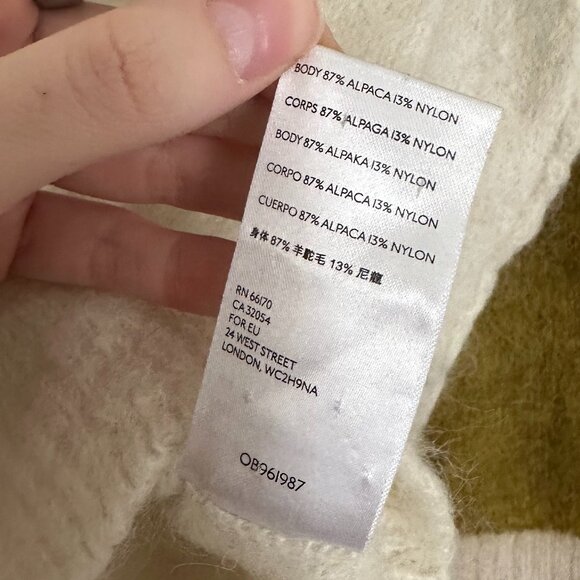 BODY 87% ALPACA 13% NYLON
CORPS 87% ALPAGA 13% NYLON
BODY 87% ALPAKA 13% NYLON
CORPO 87% ALPACA 13% NYLON
CUERPO 87% ALPACA 13% NYLON
身体 87% 羊駝毛 13% 尼龍
RN 66170
CA 32054
FOR EU
24 WEST STREET
LONDON, WC2H9NA
OB961987